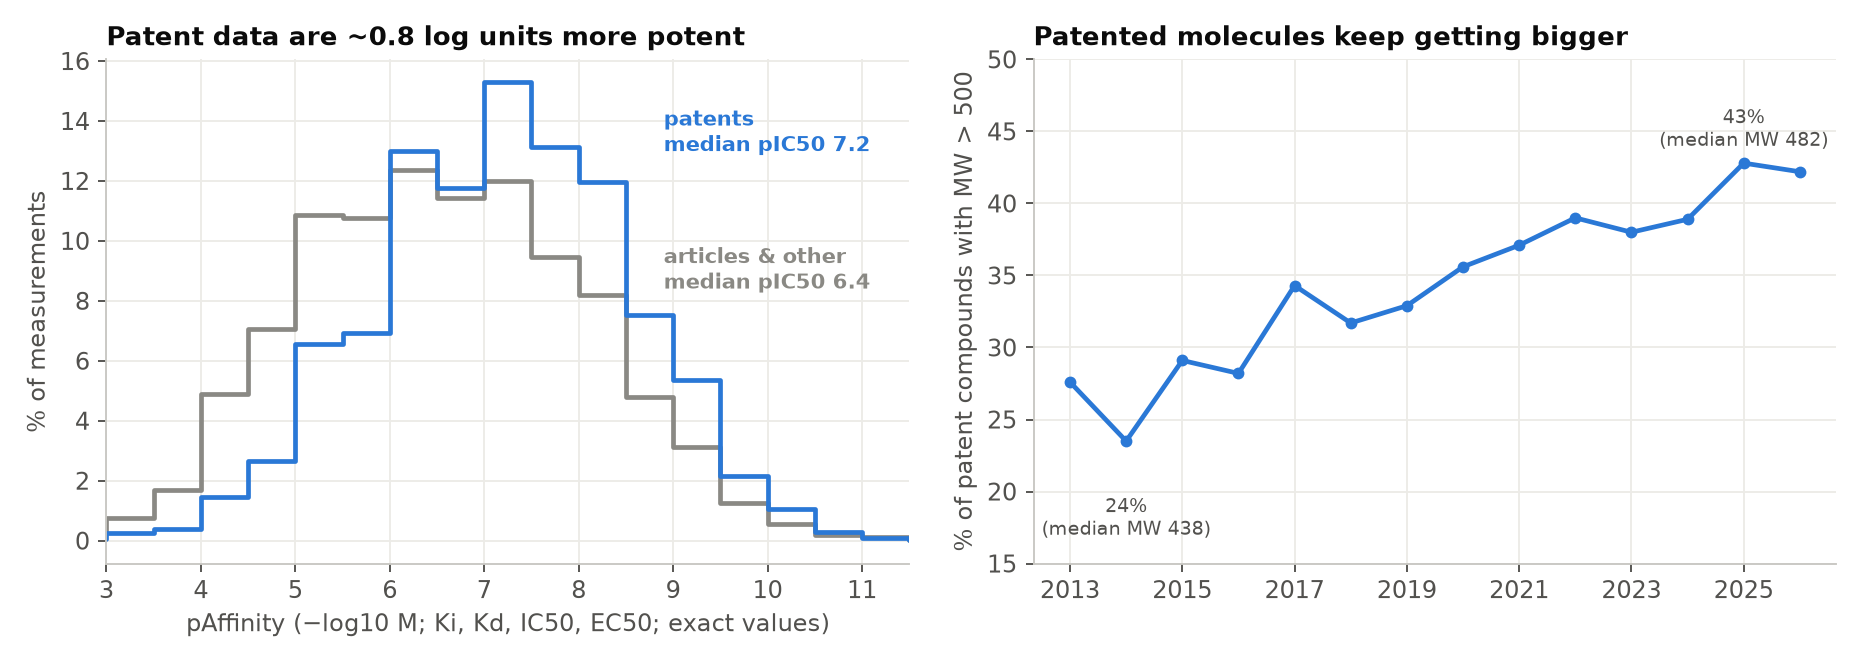 Patent data are ~0.8 log units more potent
% of measurements
16
14
12
10
8
6
4
2
0
patents
median pIC50 7.2
articles & other
median pIC50 6.4
3 4 5 6 7 8 9 10 11
pAffinity (−log10 M; Ki, Kd, IC50, EC50; exact values)
Patented molecules keep getting bigger
% of patent compounds with MW > 500
50
45
40
35
30
25
20
15
43%
(median MW 482)
24%
(median MW 438)
2013 2015 2017 2019 2021 2023 2025